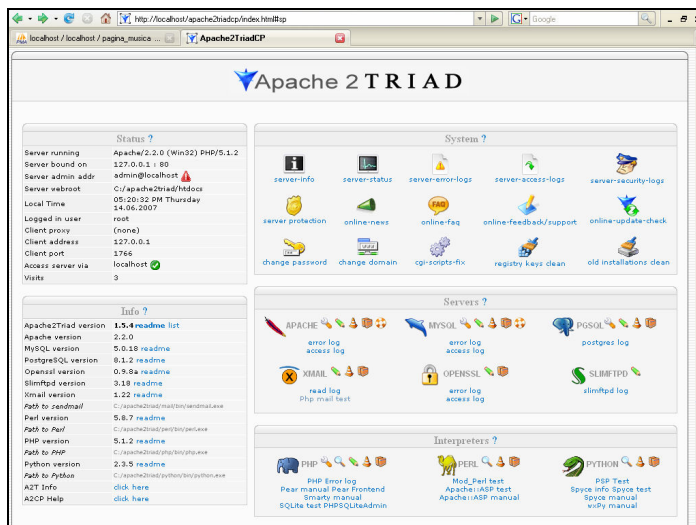 http://localhost/apache2triadcp/index.html#sp
Google
localhost / localhost / pagina_musica ...
Apache2TriadCP
Apache 2 TRIAD
Status ?
Server running Apache/2.2.0 (Win32) PHP/5.1.2
Server bound on 127.0.0.1 : 80
Server admin addr admin@localhost
Server webroot C:/apache2triad/htdocs
Local Time 05:20:32 PM Thursday
14.06.2007
Logged in user root
Client proxy (none)
Client address 127.0.0.1
Client port 1766
Access server via localhost
Visits 3
Info ?
Apache2Triad version 1.5.4 readme list
Apache version 2.2.0
MySQL version 5.0.18 readme
PostgreSQL version 8.1.2 readme
Openssl version 0.9.8a readme
Slimftpd version 3.18 readme
Xmail version 1.22 readme
Path to sendmail C:/apache2triad/mail/bin/sendmail.exe
Perl version 5.8.7 readme
Path to Perl C:/apache2triad/perl/bin/perl.exe
PHP version 5.1.2 readme
Path to PHP C:/apache2triad/php/bin/php.exe
Python version 2.3.5 readme
Path to Python C:/apache2triad/python/bin/python.exe
A2T Info click here
A2CP Help click here
System ?
server-info server-status server-error-logs server-access-logs server-security-logs
FAQ
server protection online-news online-faq online-feedback/support online-update-check
change password change domain cgi-scripts-fix registry keys clean old installations clean
Servers ?
APACHE MYSQL PGSQL
error log error log postgres log
access log access log
XMAIL OPENSSL SLIMFTPD
read log error log slimftpd log
Php mail test access log
Interpreters ?
PHP PERL PYTHON
PHP Error log Mod_Perl test PSP Test
Pear manual Pear Frontend Apache::ASP test Spyce info Spyce test
Smarty manual Apache::ASP manual Spyce manual
SQLite test PHPSQLiteAdmin wxPy manual